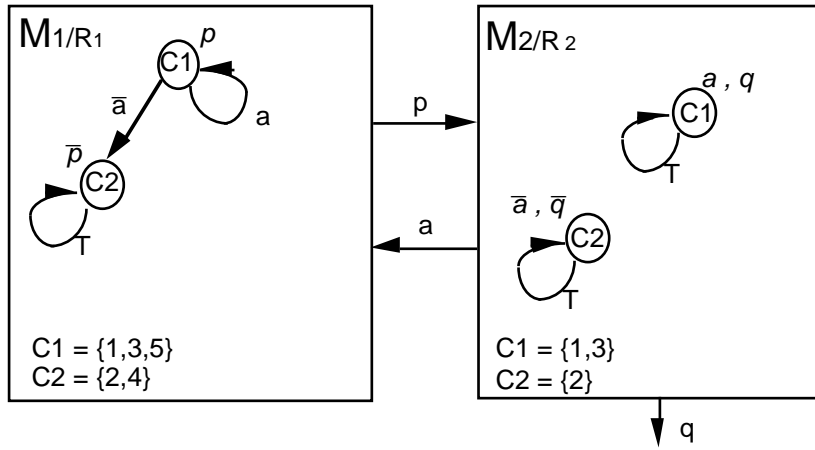 M1/R1
p
C1
a̅
a
p̅
C2
T
C1 = {1,3,5}
C2 = {2,4}
p
a
M2/R 2
a , q
C1
T
a̅ , q̅
C2
T
C1 = {1,3}
C2 = {2}
q